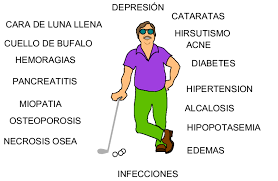 DEPRESIÓN
CATARATAS
CARA DE LUNA LLENA
HIRSUTISMO
CUELLO DE BUFALO
ACNE
HEMORAGIAS
DIABETES
PANCREATITIS
HIPERTENSION
MIOPATIA
ALCALOSIS
OSTEOPOROSIS
HIPOPOTASEMIA
NECROSIS OSEA
EDEMAS
INFECCIONES